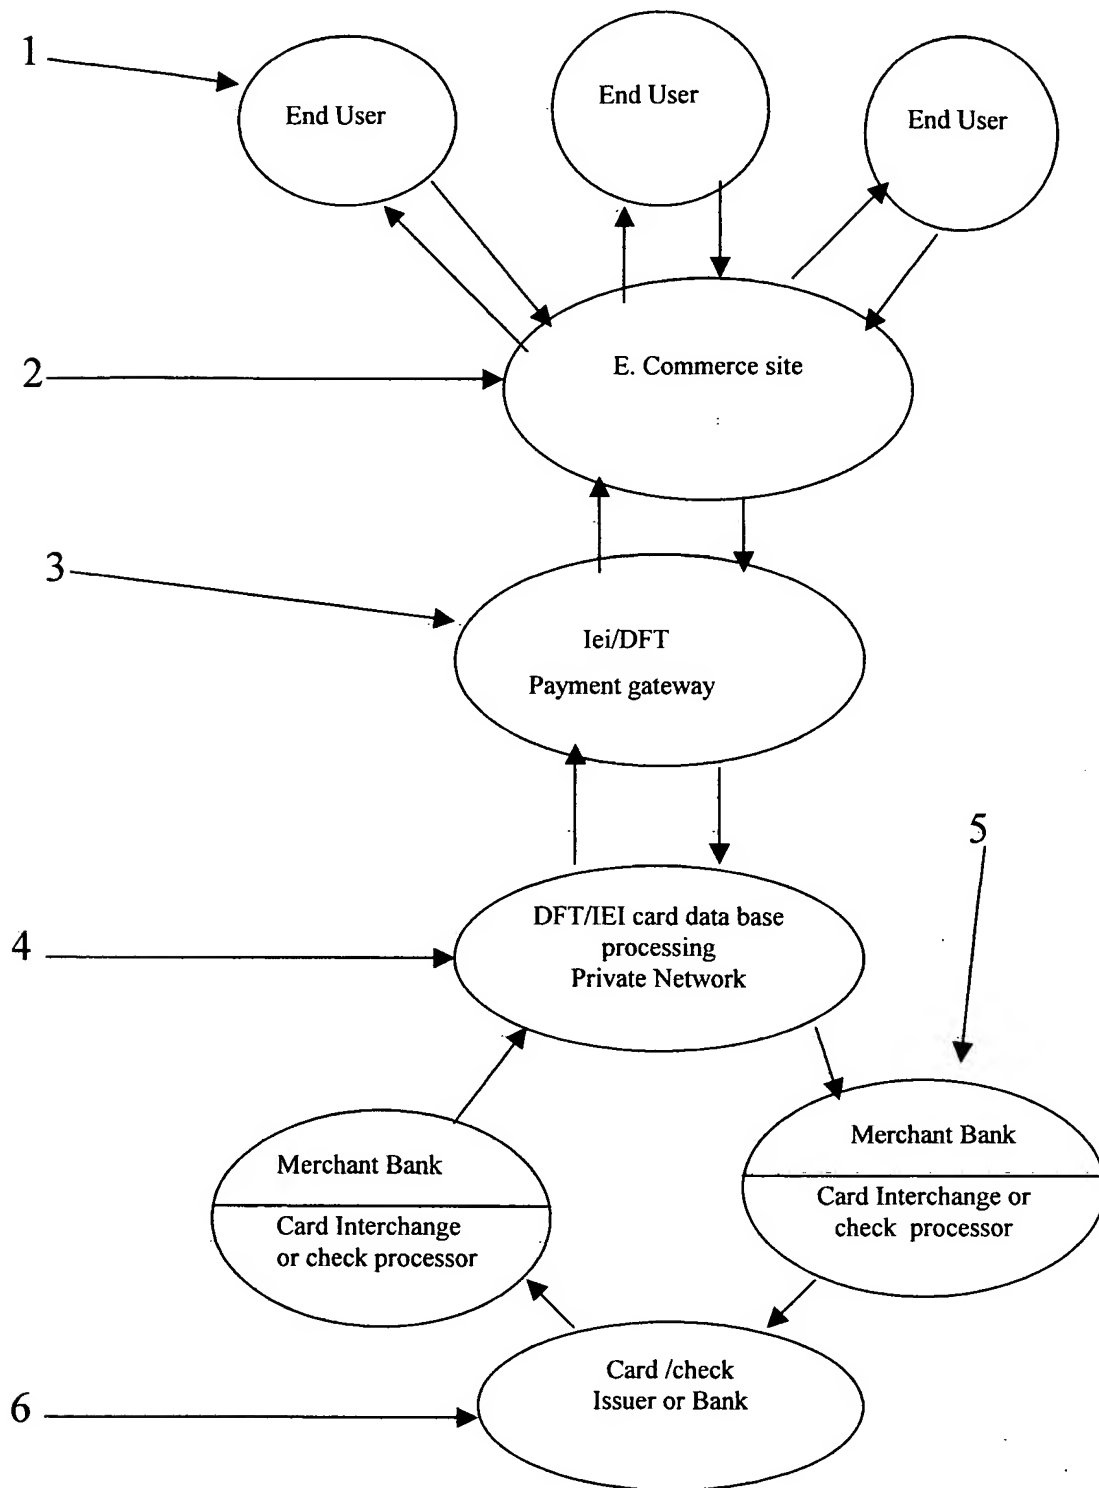 1
End User
End User
End User
2
E. Commerce site
3
Iei/DFT
Payment gateway
5
4
DFT/IEI card data base
processing
Private Network
Merchant Bank
Card Interchange or
check processor
Merchant Bank
Card Interchange
or check processor
6
Card /check
Issuer or Bank